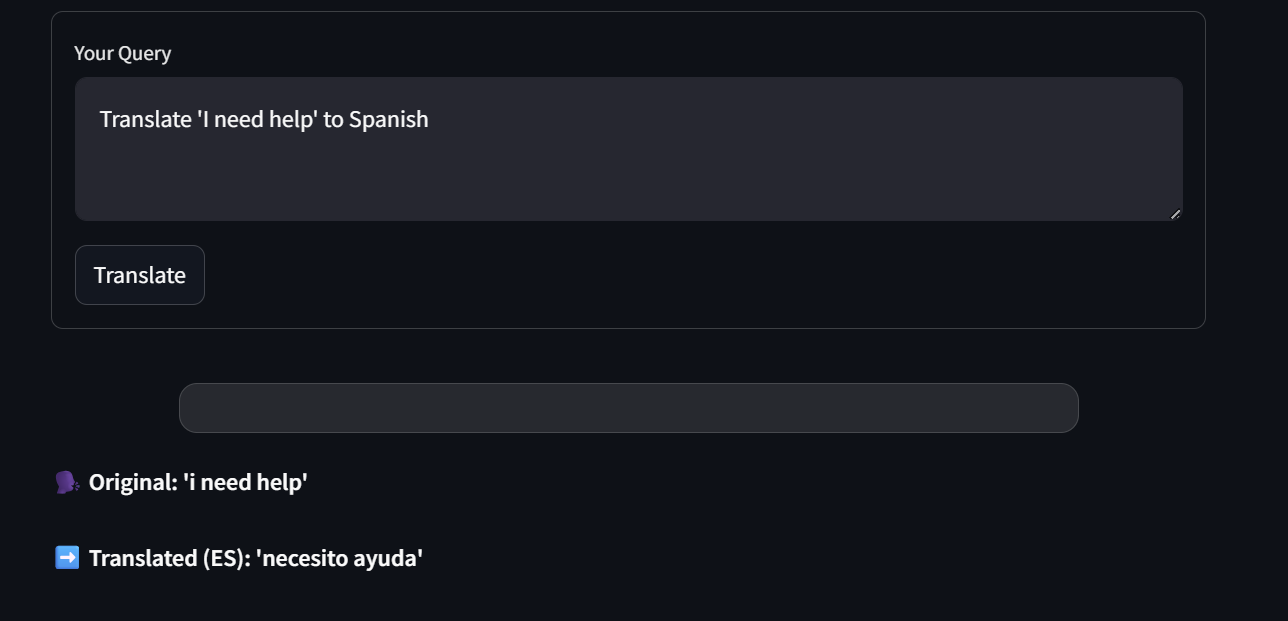 Your Query
Translate 'I need help' to Spanish
Translate
Original: 'i need help'
Translated (ES): 'necesito ayuda'